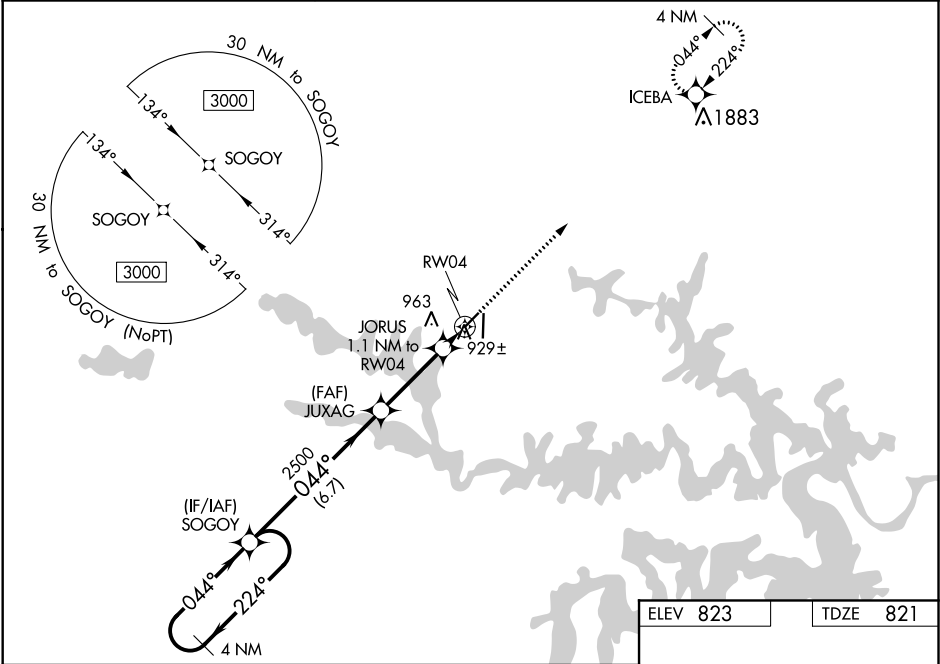 30 NM to SOGOY
3000
134°
SOGOY
314°
134°
SOGOY
314°
3000
30 NM to SOGOY (NoPT)
4 NM
044°
224°
ICEBA
1883
RW04
963
JORUS
1.1 NM to
RW04
929±
(FAF)
JUXAG
2500
044°
(6.7)
(IF/IAF)
SOGOY
044°
224°
4 NM
ELEV 823
TDZE 821